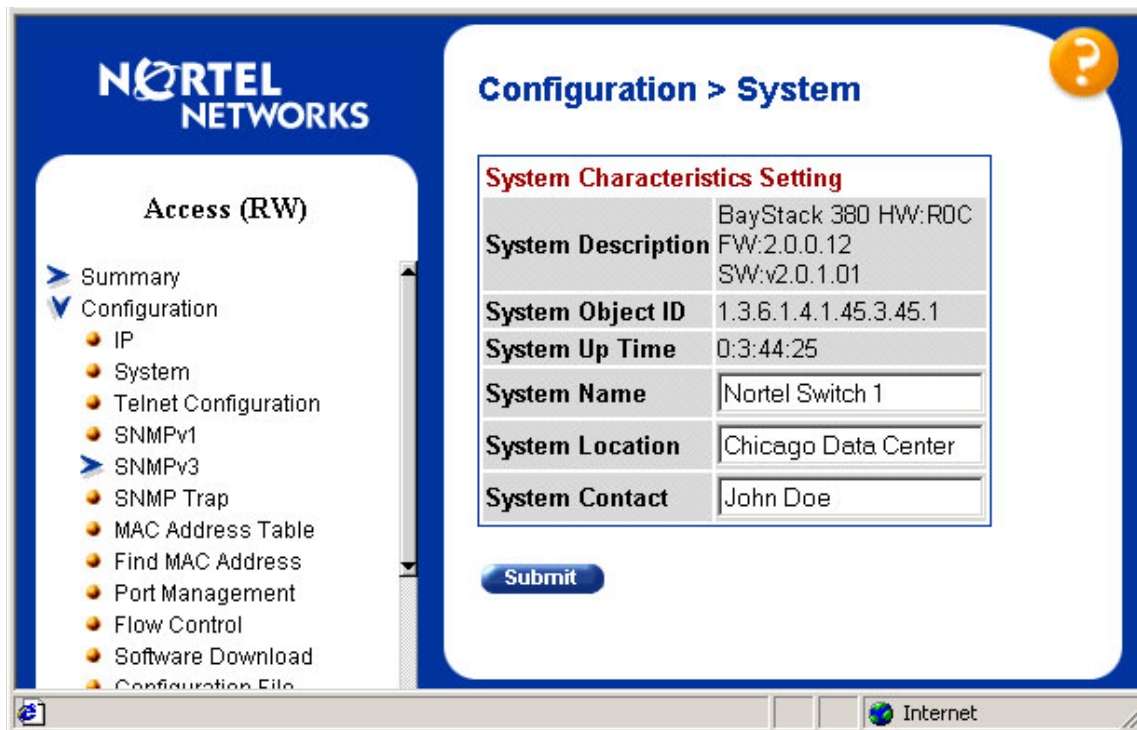 NORTEL
NETWORKS
Access (RW)
Summary
Configuration
IP
System
Telnet Configuration
SNMPv1
SNMPv3
SNMP Trap
MAC Address Table
Find MAC Address
Port Management
Flow Control
Software Download
Configuration File
?
Configuration > System
System Characteristics Setting
System Description
BayStack 380 HW:R0C
FW:2.0.0.12
SW:v2.0.1.01
System Object ID 1.3.6.1.4.1.45.3.45.1
System Up Time 0:3:44:25
System Name Nortel Switch 1
System Location Chicago Data Center
System Contact John Doe
Submit
Internet